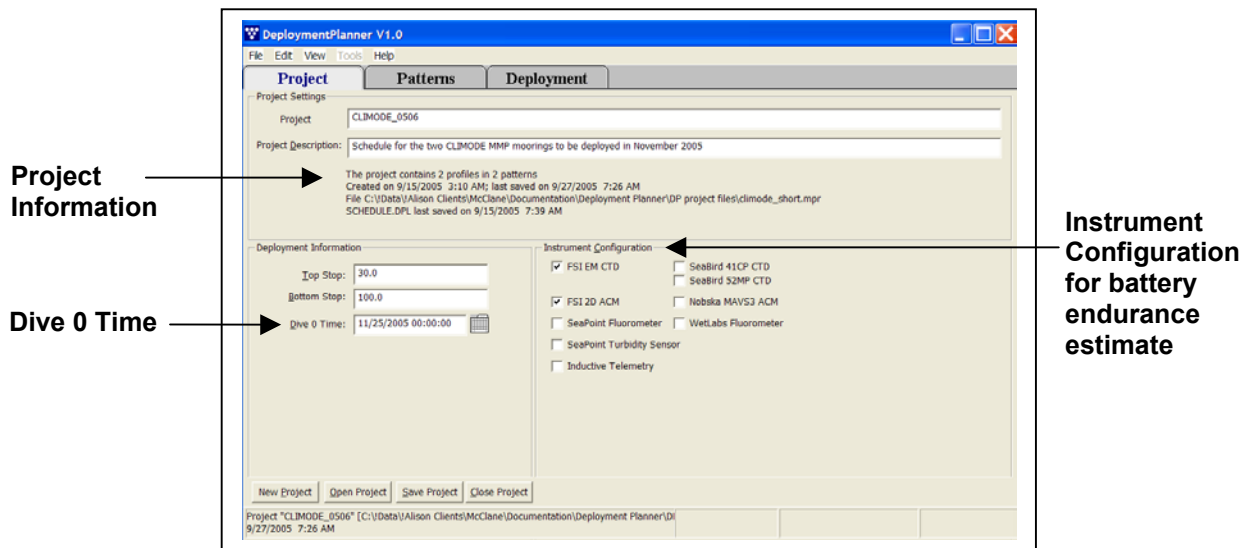 DeploymentPlanner V1.0
File Edit View Tools Help
Project Patterns Deployment
Project Settings
Project CLIMODE_0506
Project Description: Schedule for the two CLIMODE MMP moorings to be deployed in November 2005
The project contains 2 profiles in 2 patterns
Created on 9/15/2005 3:10 AM; last saved on 9/27/2005 7:26 AM
File C:\!Data\!Alison Clients\McClane\Documentation\Deployment Planner\DP project files\climode_short.mpr
SCHEDULE.DPL last saved on 9/15/2005 7:39 AM
Project
Information
Deployment Information
Top Stop: 30.0
Bottom Stop: 100.0
Dive 0 Time: 11/25/2005 00:00:00
Dive 0 Time
Instrument Configuration
FSI EM CTD SeaBird 41CP CTD
SeaBird 52MP CTD
FSI 2D ACM Nobska MAVS3 ACM
SeaPoint Fluorometer WetLabs Fluorometer
SeaPoint Turbidity Sensor
Inductive Telemetry
Instrument
Configuration
for battery
endurance
estimate
New Project Open Project Save Project Close Project
Project "CLIMODE_0506" [C:\!Data\!Alison Clients\McClane\Documentation\Deployment Planner\
9/27/2005 7:26 AM